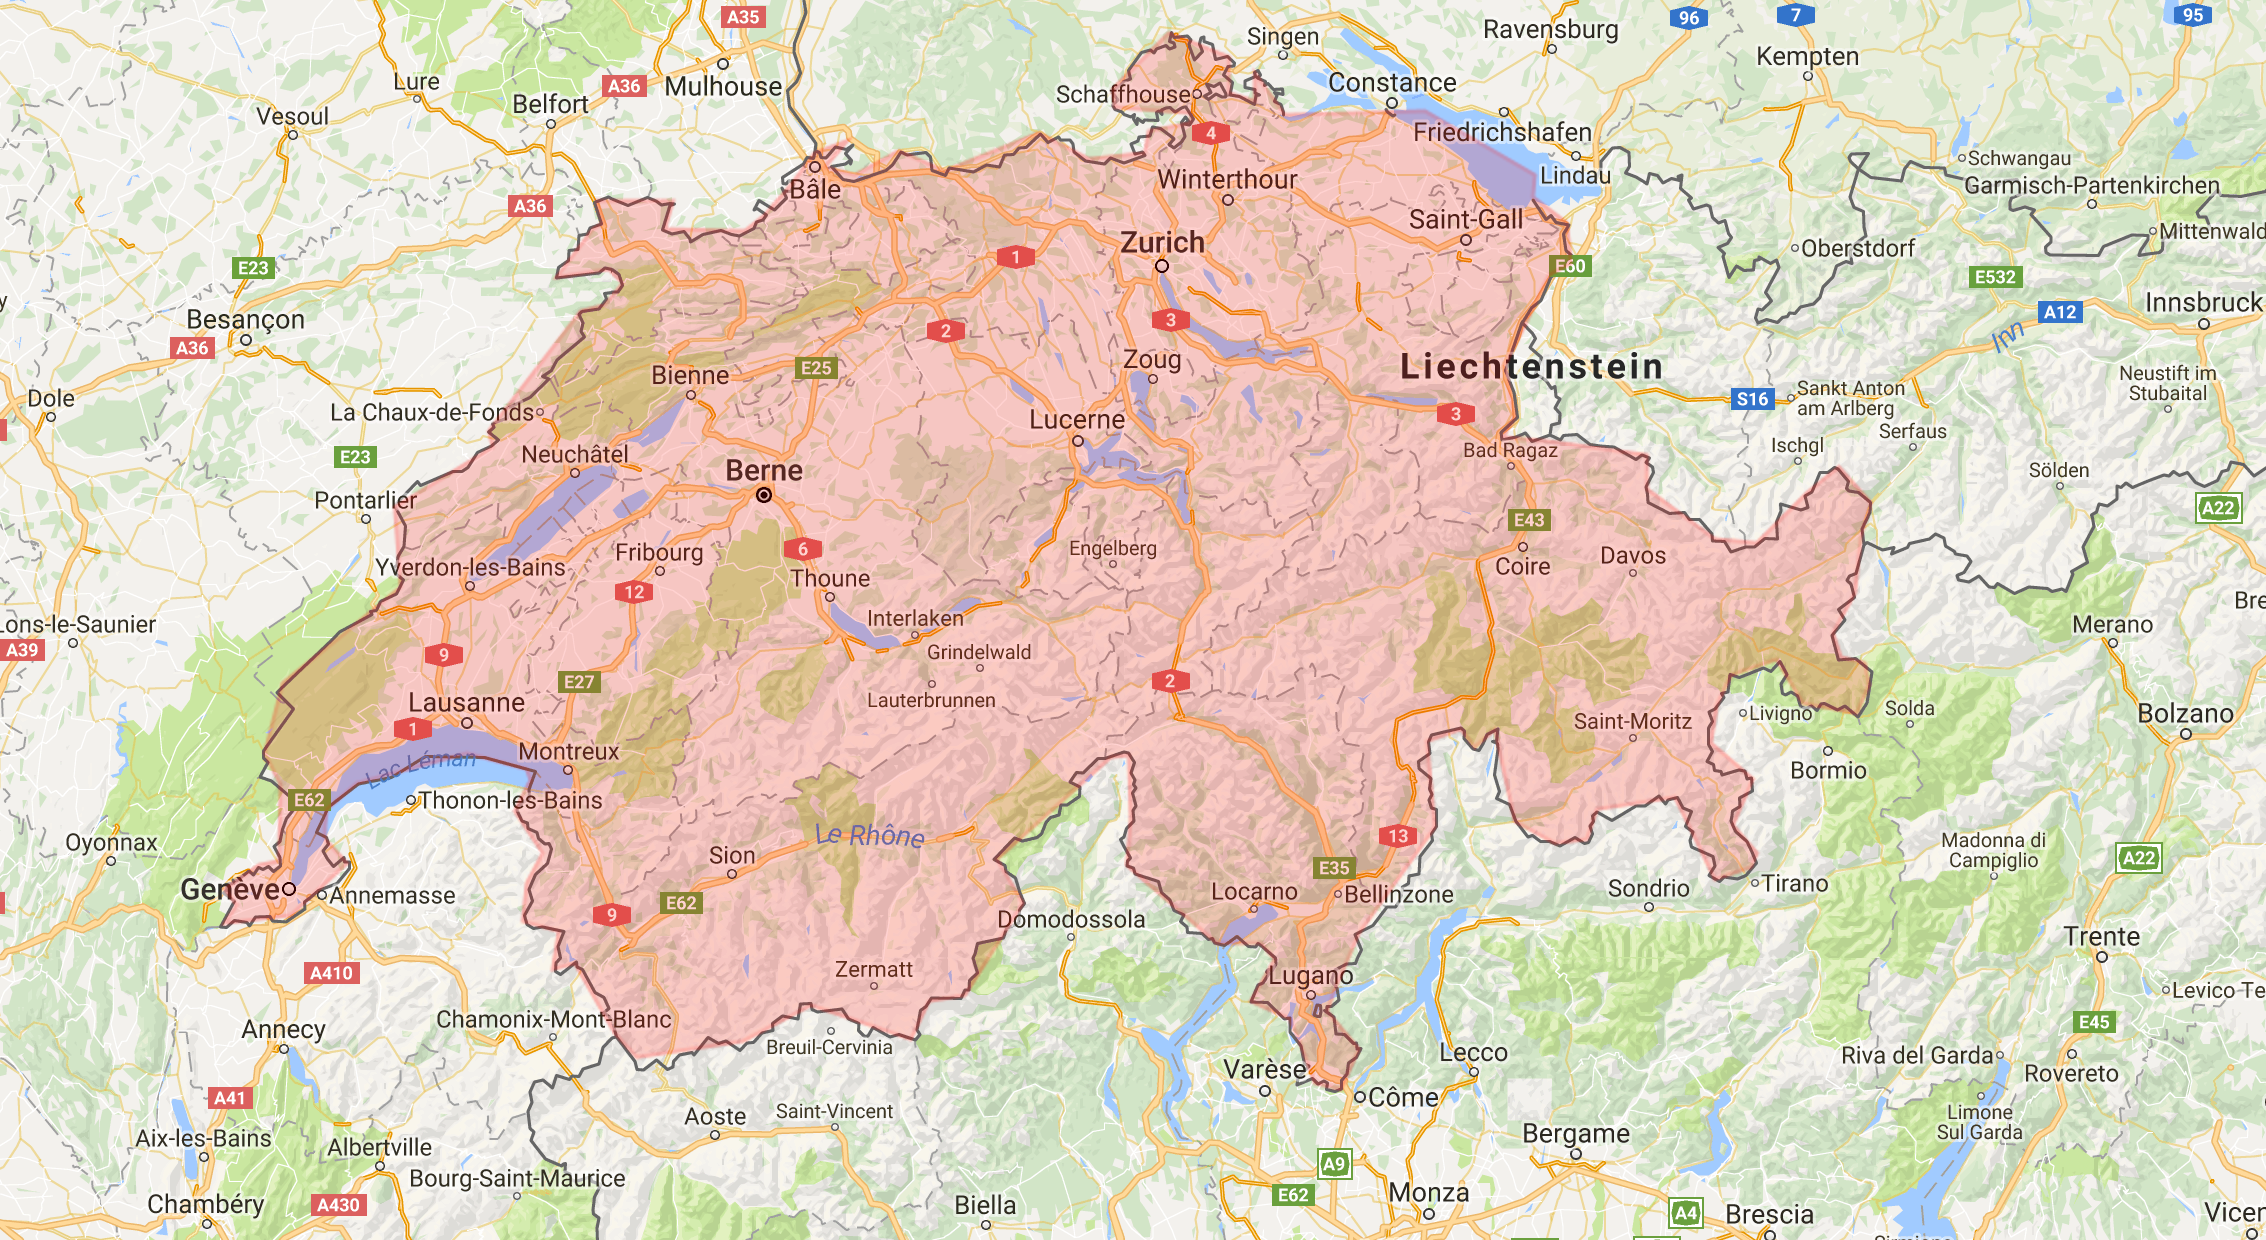 A35
96
7
95
Ravensburg
Singen
Kempten
Lure
A36
Mulhouse
Constance
Schaffhouse
Belfort
Vesoul
4
Friedrichshafen
Schwangau
Lindau
Garmisch-Partenkirchen
Bâle
Winterthour
A36
Saint-Gall
Mittenwald
Zurich
Oberstdorf
1
E23
E60
E532
Innsbruck
Besançon
A12
3
2
Inn
A36
Zoug
Liechtenstein
E25
Bienne
Neustift im
Stubaital
Sankt Anton
am Arlberg
S16
Dole
La Chaux-de-Fonds
3
Lucerne
Serfaus
Ischgl
Bad Ragaz
Neuchâtel
E23
Berne
Sölden
Pontarlier
A22
E43
6
Engelberg
Fribourg
Davos
Coire
Yverdon-les-Bains
Thoune
12
Bre
Interlaken
Lons-le-Saunier
Merano
A39
9
Grindelwald
E27
2
Lauterbrunnen
Lausanne
Solda
Livigno
Bolzano
Saint-Moritz
1
Montreux
Lac Léman
Bormio
E62
Thonon-les-Bains
Le Rhône
13
Oyonnax
Madonna di
Campiglio
Sion
A22
E35
Genève
Annemasse
Locarno
Bellinzone
Sondrio
Tirano
E62
9
Domodossola
Trente
A410
Zermatt
Lugano
Levico Te
Chamonix-Mont-Blanc
E45
Annecy
Breuil-Cervinia
Lecco
Riva del Garda
Rovereto
Varèse
A41
Côme
Saint-Vincent
Aoste
Limone
Sul Garda
Aix-les-Bains
Albertville
Bergame
A9
Bourg-Saint-Maurice
E62
Monza
Chambéry
A430
Biella
A4
Brescia
Vicen